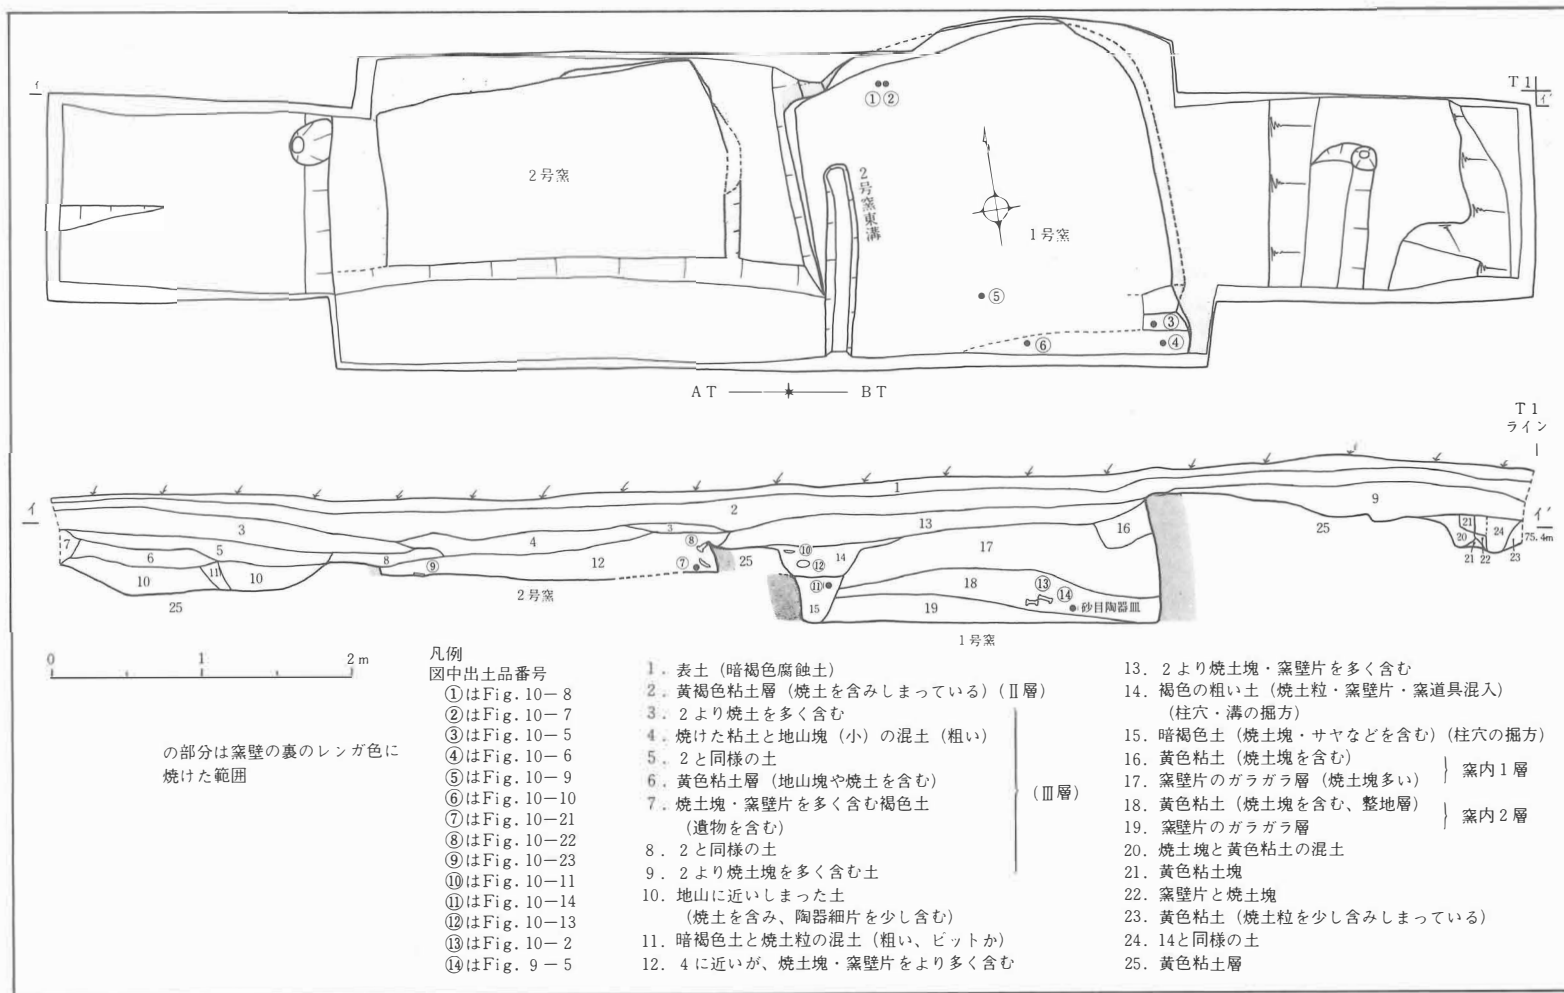 イ
T1
イ′
①②
2号窯
2号窯東溝
1号窯
⑤
③
⑥
④
AT
BT
T1
ライン
1
イ
2
9
イ′
3
3
13
16
25
21
24
75.4m
7
4
⑧
⑩
17
20
6
5
8
12
25
14
⑫
21
22
23
10
11
10
⑨
⑦
⑪
18
⑬
⑭
25
2号窯
15
19
砂目陶器皿
1号窯
0
1
2m
の部分は窯壁の裏のレンガ色に
焼けた範囲
凡例
図中出土品番号
①はFig.10-8
②はFig.10-7
③はFig.10-5
④はFig.10-6
⑤はFig.10-9
⑥はFig.10-10
⑦はFig.10-21
⑧はFig.10-22
⑨はFig.10-23
⑩はFig.10-11
⑪はFig.10-14
⑫はFig.10-13
⑬はFig.10-2
⑭はFig.9-5
1．表土（暗褐色腐蝕土）
2．黄褐色粘土層（焼土を含みしまっている）（Ⅱ層）
3．2より焼土を多く含む
4．焼けた粘土と地山塊（小）の混土（粗い）
5．2と同様の土
6．黄色粘土層（地山塊や焼土を含む）
7．焼土塊・窯壁片を多く含む褐色土
（遺物を含む）
8．2と同様の土
9．2より焼土塊を多く含む土
（Ⅲ層）
10．地山に近いしまった土
（焼土を含み、陶器細片を少し含む）
11．暗褐色土と焼土粒の混土（粗い、ピットか）
12．4に近いが、焼土塊・窯壁片をより多く含む
13．2より焼土塊・窯壁片を多く含む
14．褐色の粗い土（焼土粒・窯壁片・窯道具混入）
（柱穴・溝の掘方）
15．暗褐色土（焼土塊・サヤなどを含む）（柱穴の掘方）
16．黄色粘土（焼土塊を含む）
17．窯壁片のガラガラ層（焼土塊多い）
窯内1層
18．黄色粘土（焼土塊を含む、整地層）
19．窯壁片のガラガラ層
窯内2層
20．焼土塊と黄色粘土の混土
21．黄色粘土塊
22．窯壁片と焼土塊
23．黄色粘土（焼土粒を少し含みしまっている）
24．14と同様の土
25．黄色粘土層